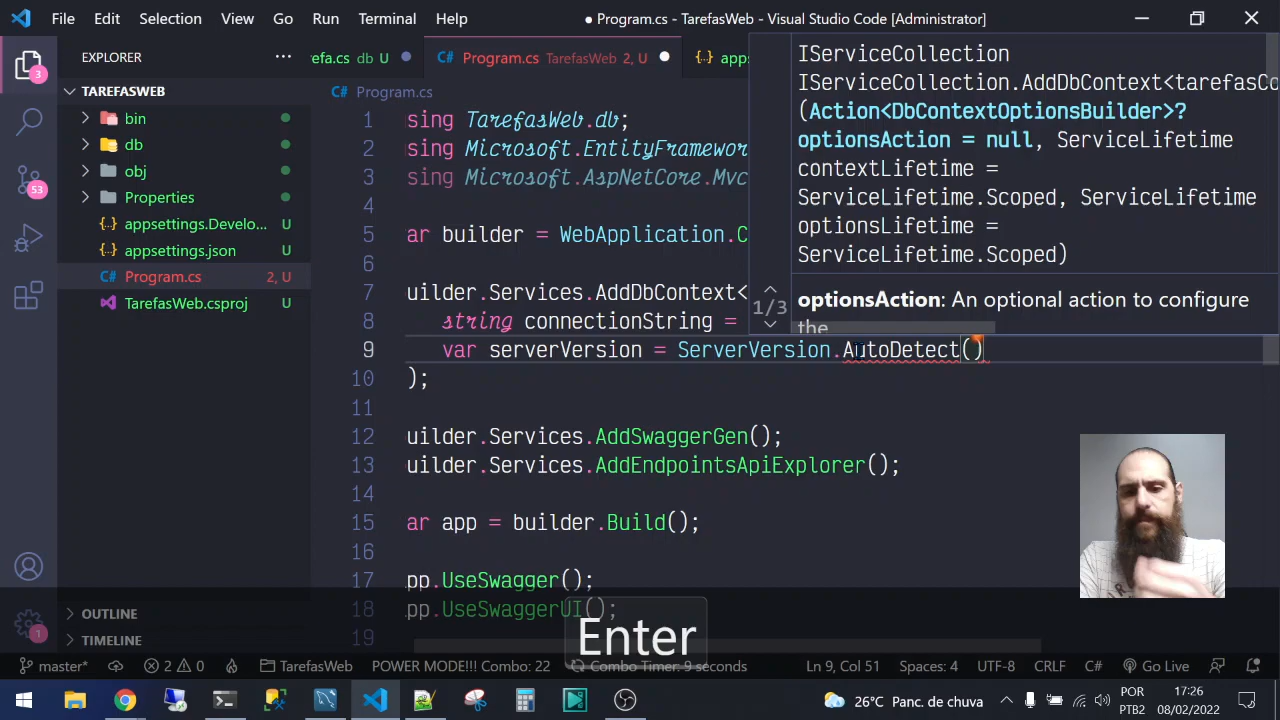 File Edit Selection View Go Run Terminal Help
● Program.cs - TarefasWeb - Visual Studio Code [Administrator]
EXPLORER
refa.cs db U
C# Program.cs TarefasWeb 2, U
{·} apps
TAREFASWEB
bin
db
obj
Properties
{·} appsettings.Develo... U
{·} appsettings.json U
C# Program.cs 2, U
TarefasWeb.csproj U
C# Program.cs
1 sing TarefasWeb.db;
2 sing Microsoft.EntityFramewor
3 sing Microsoft.AspNetCore.Mvc
4
5 ar builder = WebApplication.C
6
7 uilder.Services.AddDbContext<
8 string connectionString =
9 var serverVersion = ServerVersion.AutoDetect()
10 );
11
12 uilder.Services.AddSwaggerGen();
13 uilder.Services.AddEndpointsApiExplorer();
14
15 ar app = builder.Build();
16
17 pp.UseSwagger();
18 pp.UseSwaggerUI();
19
IServiceCollection
IServiceCollection.AddDbContext<tarefasCo
(Action<DbContextOptionsBuilder>?
optionsAction = null, ServiceLifetime
contextLifetime =
ServiceLifetime.Scoped, ServiceLifetime
optionsLifetime =
ServiceLifetime.Scoped)
1/3
optionsAction: An optional action to configure
the
3
53
1
OUTLINE
TIMELINE
Enter
master* 2 0 TarefasWeb POWER MODE! Combo: 22 Combo Timer: 9 seconds Ln 9, Col 51 Spaces: 4 UTF-8 CRLF C# Go Live
26°C Panc. de chuva
POR
PTB2
17:26
08/02/2022